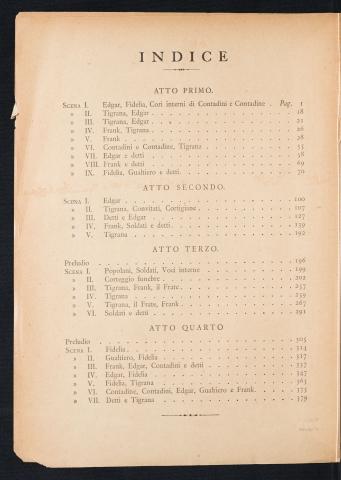 INDICE
ATTO PRIMO.
SCENA I. Edgar, Fidelia, Cori interni di Contadini e Contadine . Pag. 1
» II. Tigrana, Edgar 18
» III. Tigrana, Edgar 21
» IV. Frank, Tigrana 26
» V. Frank 28
» VI. Contadini e Contadine, Tigrana 35
» VII. Edgar e detti 58
» VIII. Frank e detti 69
» IX. Fidelia, Gualtiero e detti 70
ATTO SECONDO.
SCENA I. Edgar 100
» II. Tigrana, Convitati, Cortigiane 107
» III. Detti e Edgar 127
» IV. Frank, Soldati e detti 159
» V. Tigrana 192
ATTO TERZO.
Preludio 196
SCENA I. Popolani, Soldati, Voci interne 199
» II. Corteggio funebre 202
» III. Tigrana, Frank, il Frate 257
» IV. Tigrana 259
» V. Tigrana, il Frate, Frank 267
» VI. Soldati e detti 291
ATTO QUARTO
Preludio 305
SCENA I. Fidelia 314
» II. Gualtiero, Fidelia 317
» III. Frank, Edgar, Contadini e detti 337
» IV. Edgar, Fidelia 347
» V. Fidelia, Tigrana 365
» VI. Contadine, Contadini, Edgar, Gualtiero e Frank 375
» VII. Detti e Tigrana 379